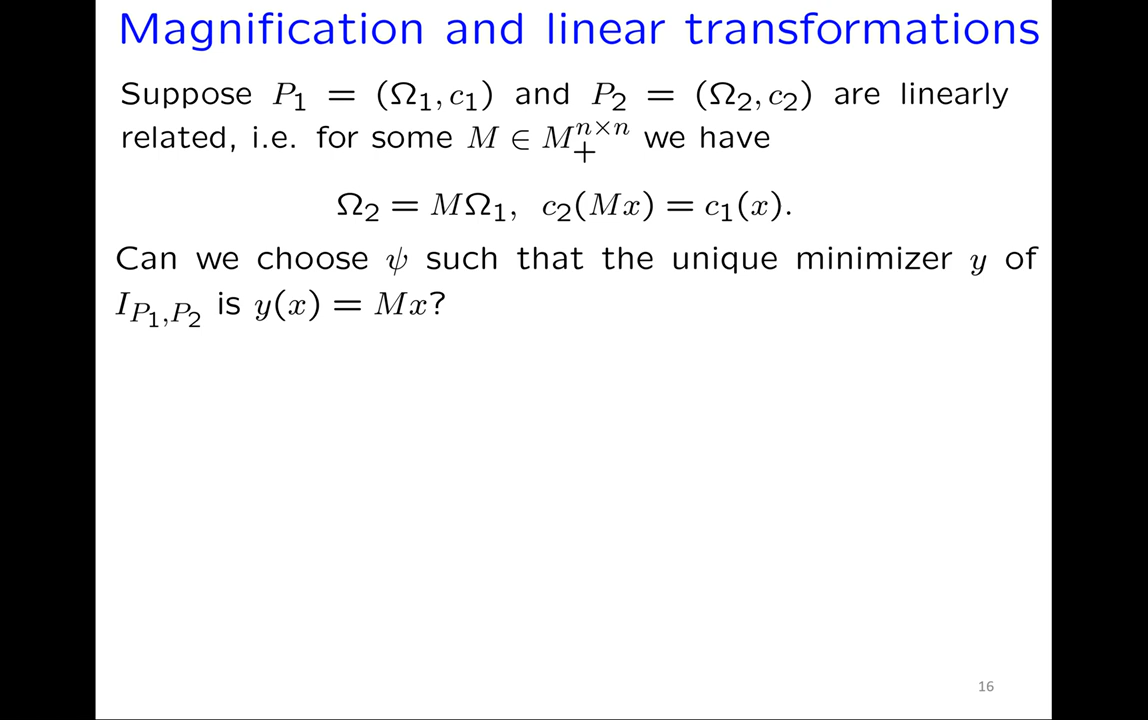 Magnification and linear transformations
Suppose P₁ = (Ω₁, c₁) and P₂ = (Ω₂, c₂) are linearly
related, i.e. for some M ∈ M₊ⁿˣⁿ we have
Ω₂ = MΩ₁, c₂(Mx) = c₁(x).
Can we choose ψ such that the unique minimizer y of
I_{P₁,P₂} is y(x) = Mx?
16